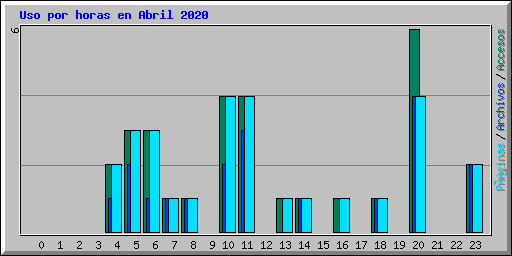 Uso por horas en Abril 2020
6
Páginas / Archivos / Accesos
0 1 2 3 4 5 6 7 8 9 10 11 12 13 14 15 16 17 18 19 20 21 22 23